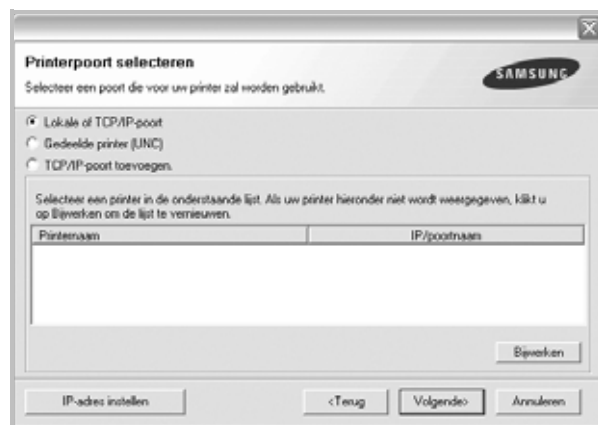 Printerpoort selecteren
Selecteer een poort die voor uw printer zal worden gebruikt.
SAMSUNG
Lokale of TCP/IP-poort
Gedeelde printer (UNC)
TCP/IP-poort toevoegen.
Selecteer een printer in de onderstaande lijst. Als uw printer hieronder niet wordt weergegeven, klikt u
op Bijwerken om de lijst te vernieuwen.
Printernaam IP/poortnaam
Bijwerken
IP-adres instellen <Terug Volgende> Annuleren